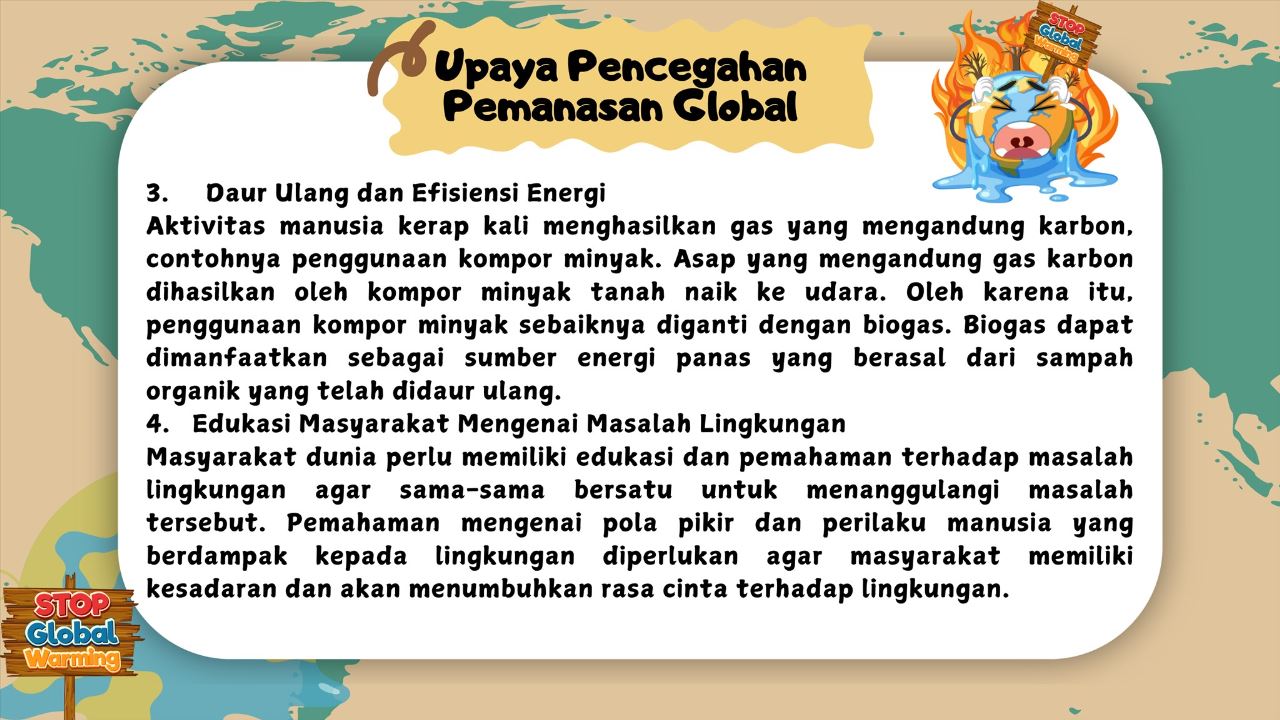 Upaya Pencegahan
Pemanasan Global
STOP
Global
Warming
3. Daur Ulang dan Efisiensi Energi
Aktivitas manusia kerap kali menghasilkan gas yang mengandung karbon,
contohnya penggunaan kompor minyak. Asap yang mengandung gas karbon
dihasilkan oleh kompor minyak tanah naik ke udara. Oleh karena itu,
penggunaan kompor minyak sebaiknya diganti dengan biogas. Biogas dapat
dimanfaatkan sebagai sumber energi panas yang berasal dari sampah
organik yang telah didaur ulang.
4. Edukasi Masyarakat Mengenai Masalah Lingkungan
Masyarakat dunia perlu memiliki edukasi dan pemahaman terhadap masalah
lingkungan agar sama-sama bersatu untuk menanggulangi masalah
tersebut. Pemahaman mengenai pola pikir dan perilaku manusia yang
berdampak kepada lingkungan diperlukan agar masyarakat memiliki
kesadaran dan akan menumbuhkan rasa cinta terhadap lingkungan.
STOP
Global
Warming